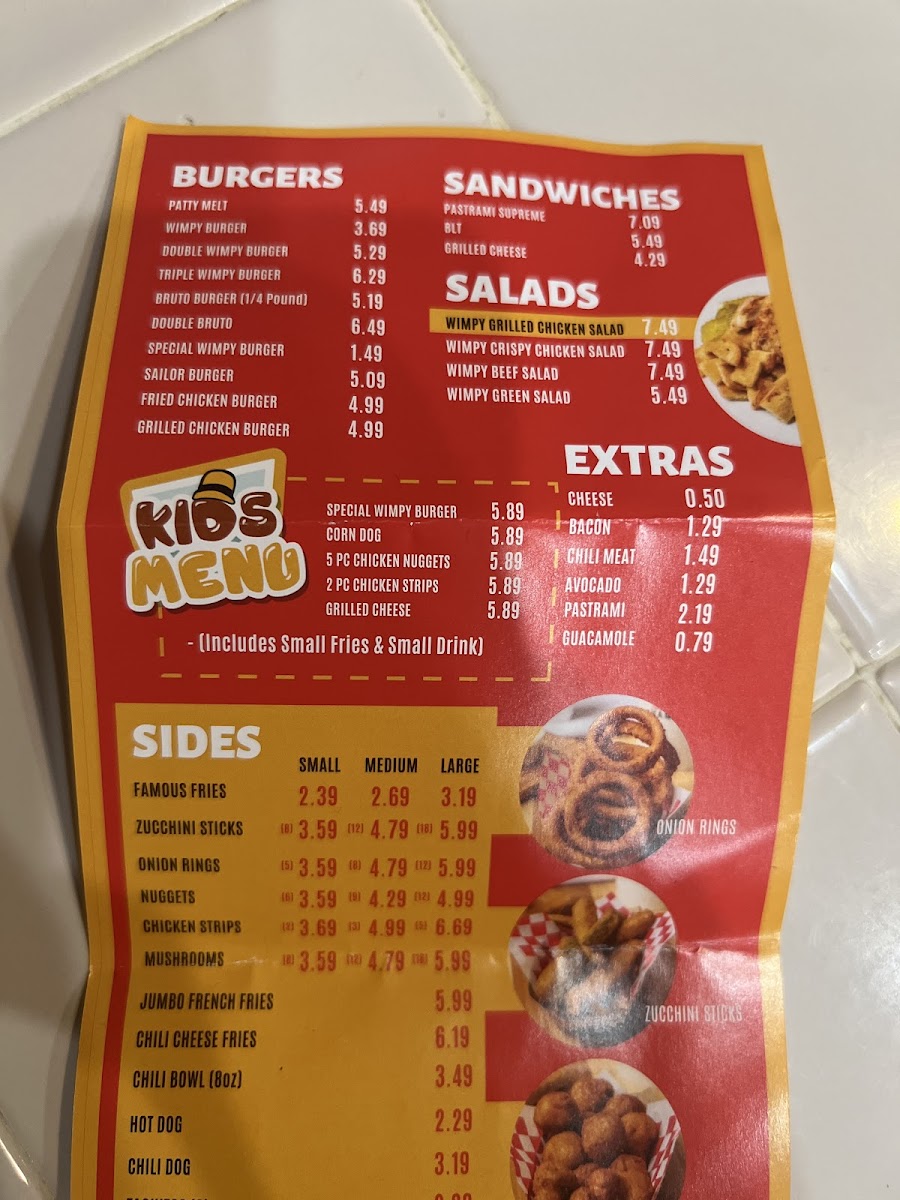 BURGERS
PATTY MELT 5.49
WIMPY BURGER 3.69
DOUBLE WIMPY BURGER 5.29
TRIPLE WIMPY BURGER 6.29
BRUTO BURGER (1/4 Pound) 5.19
DOUBLE BRUTO 6.49
SPECIAL WIMPY BURGER 1.49
SAILOR BURGER 5.09
FRIED CHICKEN BURGER 4.99
GRILLED CHICKEN BURGER 4.99
SANDWICHES
PASTRAMI SUPREME 7.09
BLT 5.49
GRILLED CHEESE 4.29
SALADS
WIMPY GRILLED CHICKEN SALAD 7.49
WIMPY CRISPY CHICKEN SALAD 7.49
WIMPY BEEF SALAD 7.49
WIMPY GREEN SALAD 5.49
KIDS
MENU
SPECIAL WIMPY BURGER 5.89
CORN DOG 5.89
5 PC CHICKEN NUGGETS 5.89
2 PC CHICKEN STRIPS 5.89
GRILLED CHEESE 5.89
- (Includes Small Fries & Small Drink)
EXTRAS
CHEESE 0.50
BACON 1.29
CHILI MEAT 1.49
AVOCADO 1.29
PASTRAMI 2.19
GUACAMOLE 0.79
SIDES
SMALL MEDIUM LARGE
FAMOUS FRIES 2.39 2.69 3.19
ZUCCHINI STICKS (8) 3.59 (12) 4.79 (18) 5.99
ONION RINGS (5) 3.59 (8) 4.79 (12) 5.99
NUGGETS (6) 3.59 (9) 4.29 (12) 4.99
CHICKEN STRIPS (2) 3.69 (3) 4.99 (5) 6.69
MUSHROOMS (8) 3.59 (12) 4.79 (18) 5.99
JUMBO FRENCH FRIES 5.99
CHILI CHEESE FRIES 6.19
CHILI BOWL (8oz) 3.49
HOT DOG 2.29
CHILI DOG 3.19
ONION RINGS
ZUCCHINI STICKS